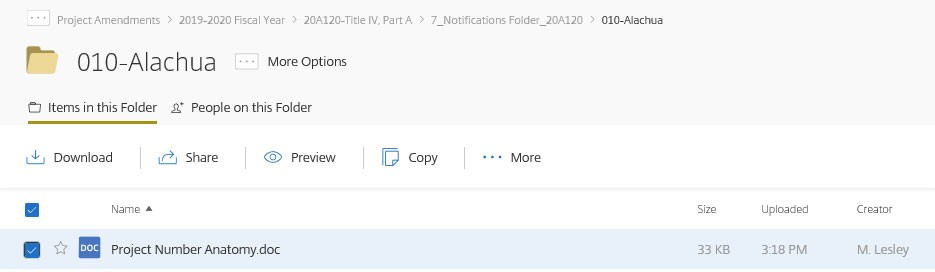 ... Project Amendments > 2019-2020 Fiscal Year > 20A120-Title IV, Part A > 7_Notifications Folder_20A120 > 010-Alachua
010-Alachua ... More Options
Items in this Folder People on this Folder
Download Share Preview Copy ... More
Name Size Uploaded Creator
DOC Project Number Anatomy.doc 33 KB 3:18 PM M. Lesley